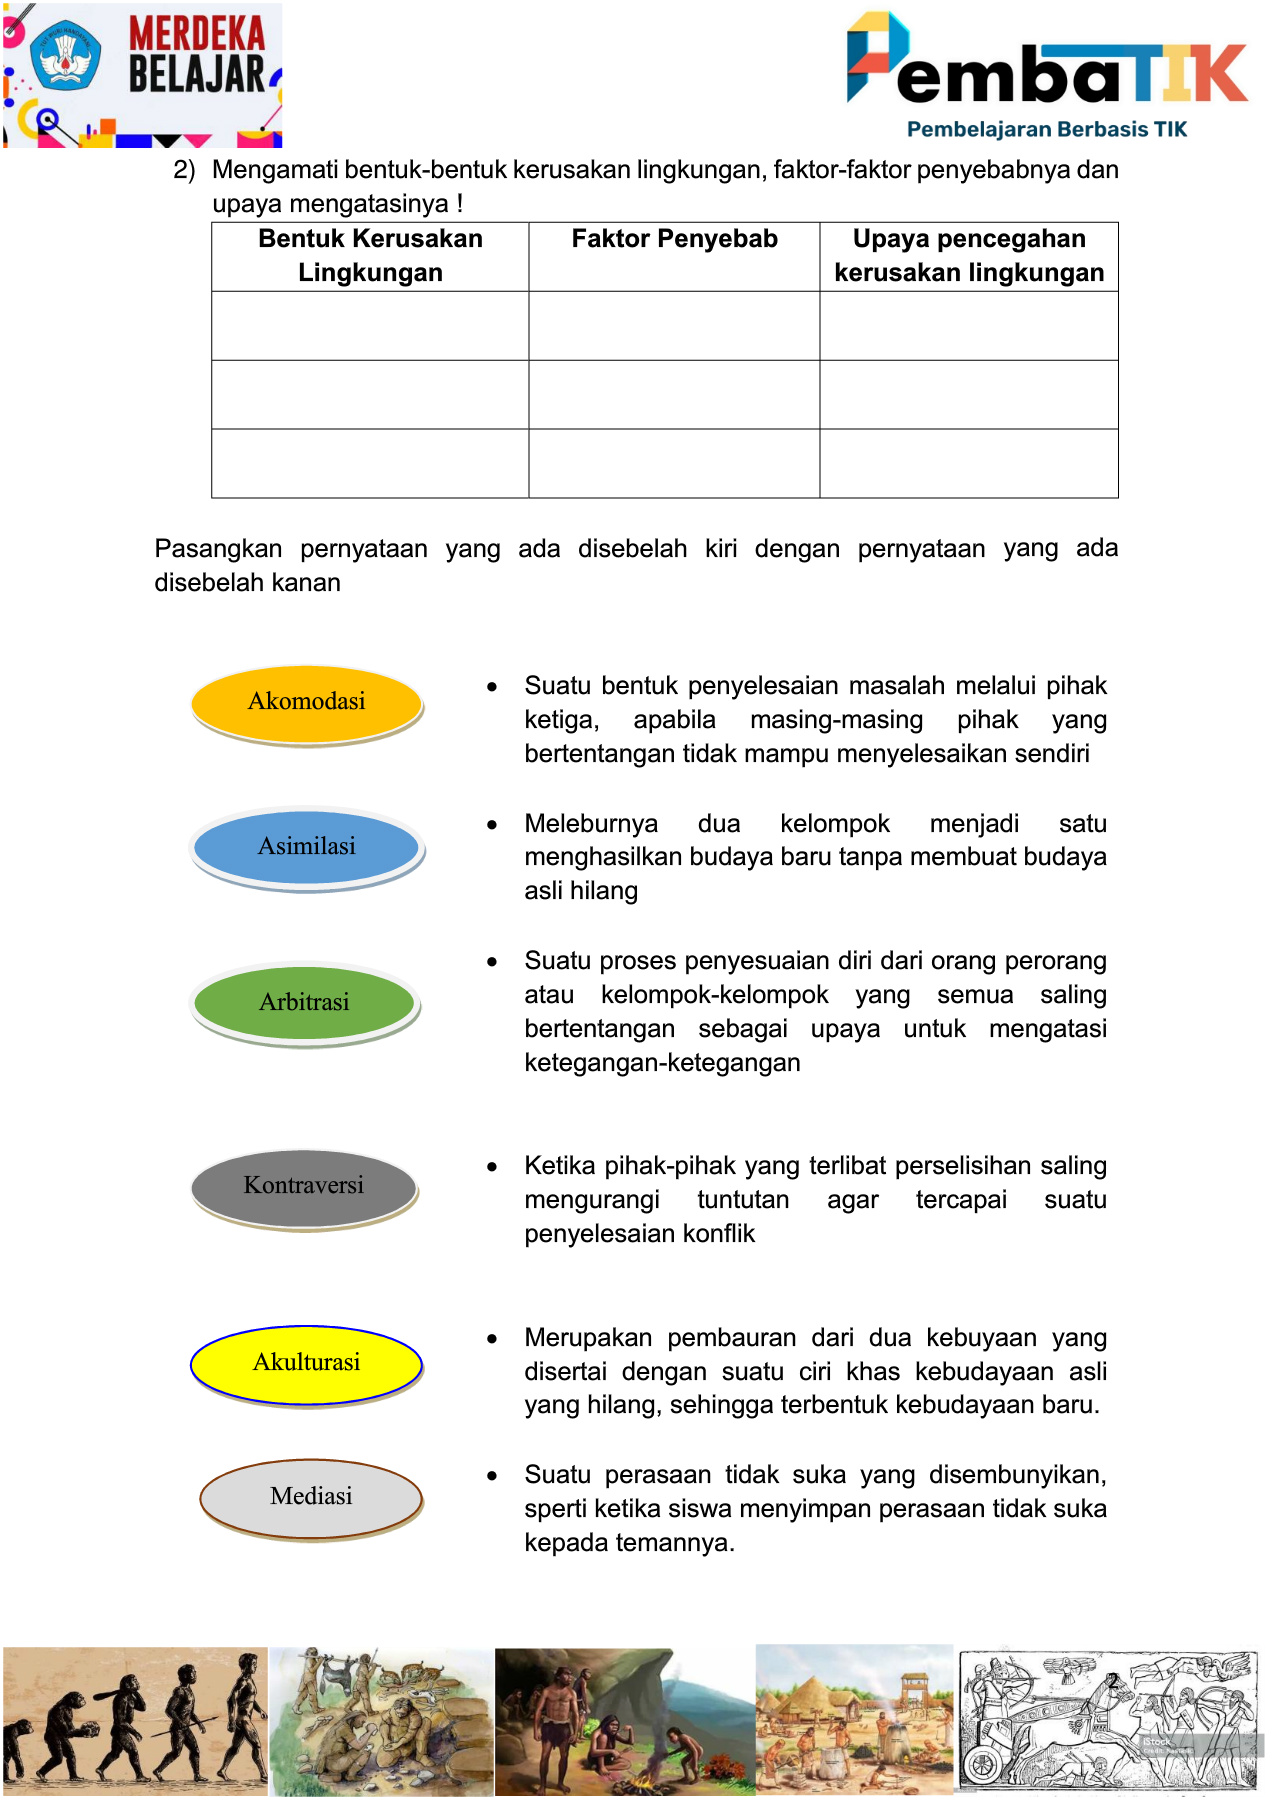 MERDEKA
BELAJAR
TUT WURI HANDAYANI
PembaTIK
Pembelajaran Berbasis TIK
2) Mengamati bentuk-bentuk kerusakan lingkungan, faktor-faktor penyebabnya dan
upaya mengatasinya !
Bentuk Kerusakan
Lingkungan
Faktor Penyebab
Upaya pencegahan
kerusakan lingkungan
Pasangkan pernyataan yang ada disebelah kiri dengan pernyataan yang ada
disebelah kanan
Akomodasi
• Suatu bentuk penyelesaian masalah melalui pihak
ketiga, apabila masing-masing pihak yang
bertentangan tidak mampu menyelesaikan sendiri
Asimilasi
• Meleburnya dua kelompok menjadi satu
menghasilkan budaya baru tanpa membuat budaya
asli hilang
Arbitrasi
• Suatu proses penyesuaian diri dari orang perorang
atau kelompok-kelompok yang semua saling
bertentangan sebagai upaya untuk mengatasi
ketegangan-ketegangan
Kontraversi
• Ketika pihak-pihak yang terlibat perselisihan saling
mengurangi tuntutan agar tercapai suatu
penyelesaian konflik
Akulturasi
• Merupakan pembauran dari dua kebuyaan yang
disertai dengan suatu ciri khas kebudayaan asli
yang hilang, sehingga terbentuk kebudayaan baru.
Mediasi
• Suatu perasaan tidak suka yang disembunyikan,
sperti ketika siswa menyimpan perasaan tidak suka
kepada temannya.
2
iStock